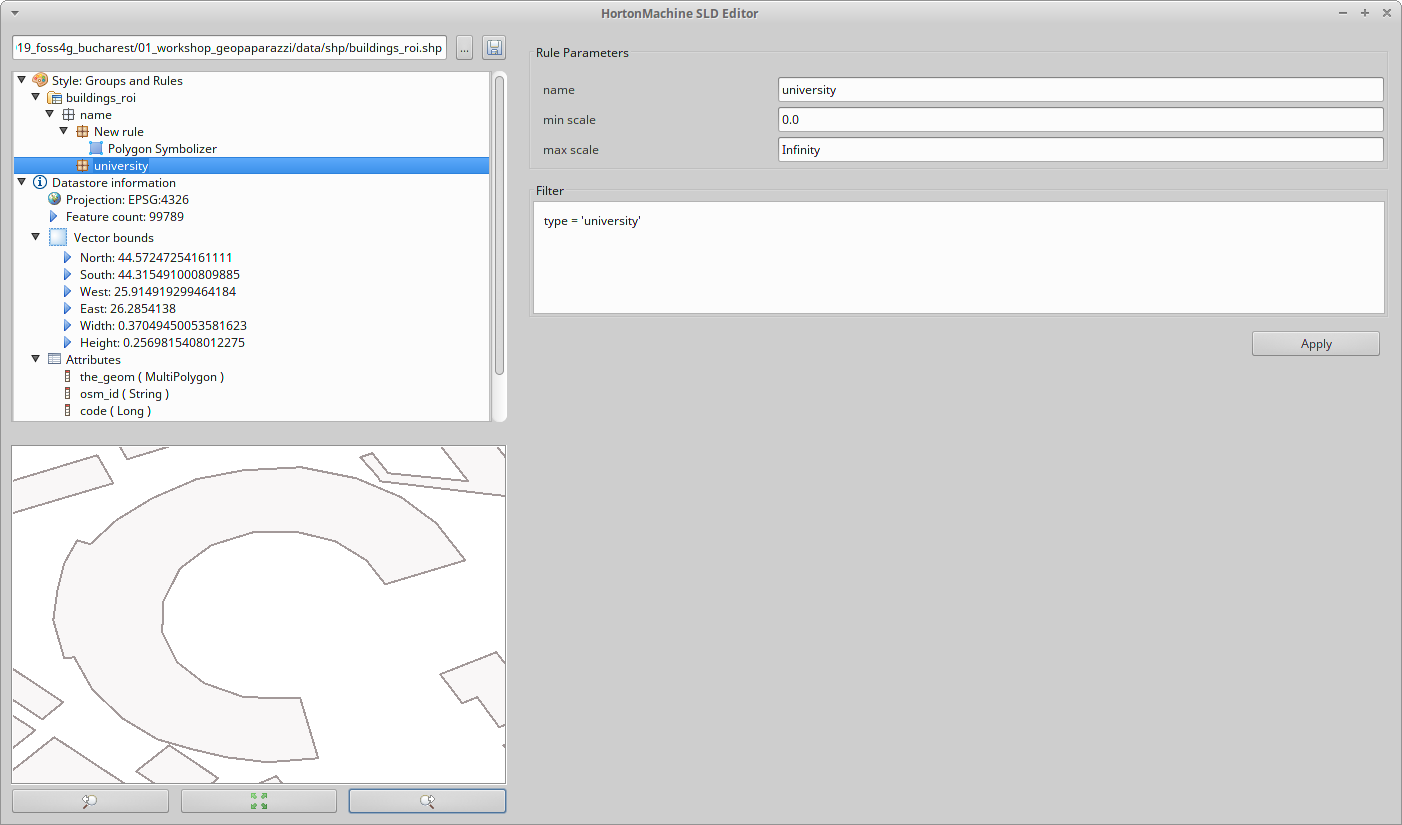 HortonMachine SLD Editor
19_foss4g_bucharest/01_workshop_geopaparazzi/data/shp/buildings_roi.shp
...
Style: Groups and Rules
buildings_roi
name
New rule
Polygon Symbolizer
university
Datastore information
Projection: EPSG:4326
Feature count: 99789
Vector bounds
North: 44.57247254161111
South: 44.315491000809885
West: 25.914919299464184
East: 26.2854138
Width: 0.37049450053581623
Height: 0.2569815408012275
Attributes
the_geom ( MultiPolygon )
osm_id ( String )
code ( Long )
Rule Parameters
name university
min scale 0.0
max scale Infinity
Filter
type = 'university'
Apply